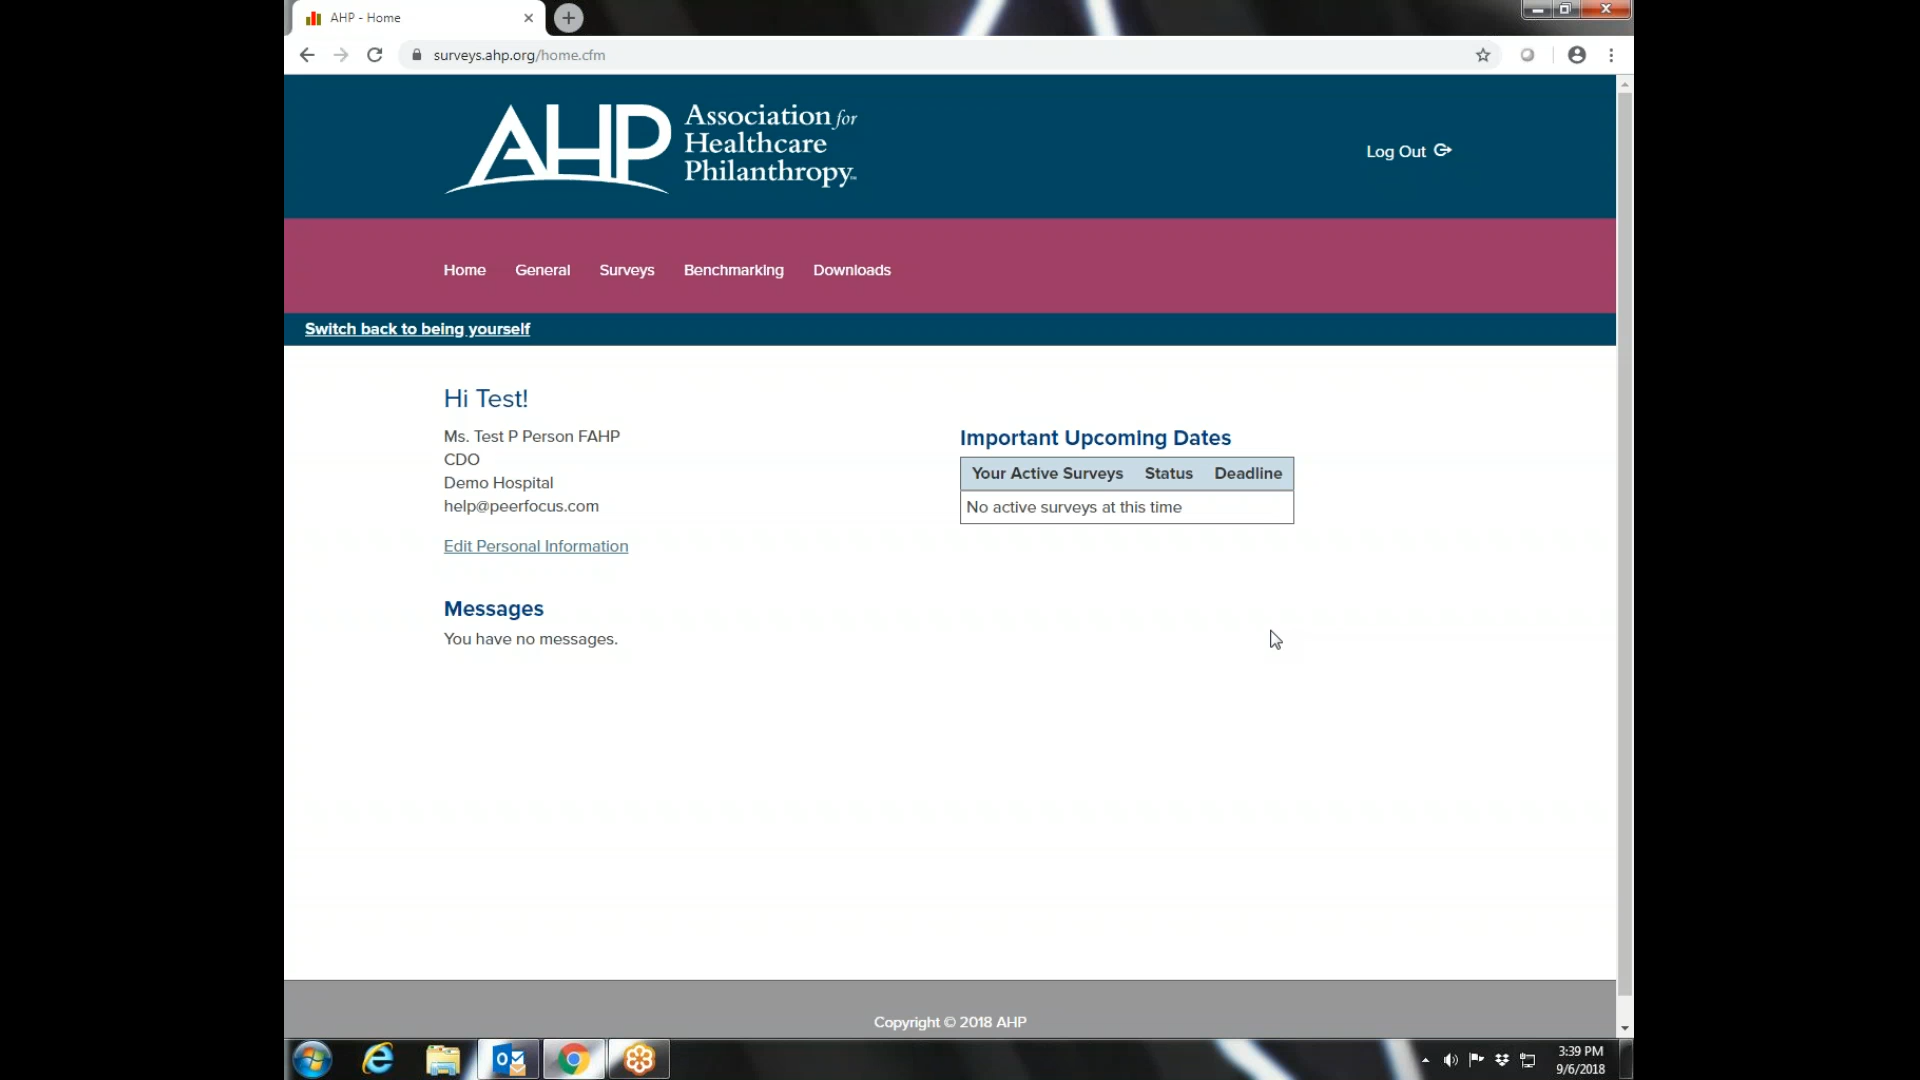 AHP - Home
surveys.ahp.org/home.cfm
AHP
Association for
Healthcare
Philanthropy™
Log Out
Home General Surveys Benchmarking Downloads
Switch back to being yourself
Hi Test!
Ms. Test P Person FAHP
CDO
Demo Hospital
help@peerfocus.com
Edit Personal Information
Important Upcoming Dates
Your Active Surveys Status Deadline
No active surveys at this time
Messages
You have no messages.
Copyright © 2018 AHP
3:39 PM
9/6/2018